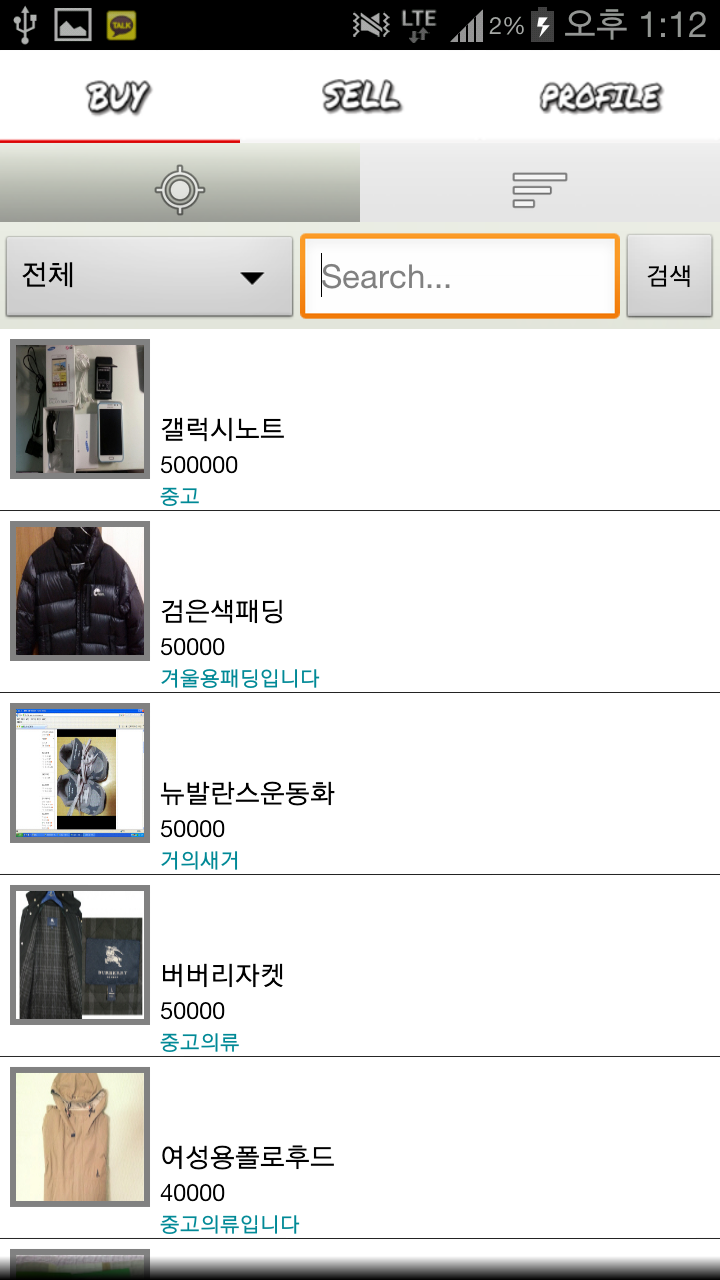 TALK LTE 2% 오후 1:12
BUY SELL PROFILE
전체 Search... 검색
갤럭시노트
500000
중고
검은색패딩
50000
겨울용패딩입니다
뉴발란스운동화
50000
거의새거
BURBERRY
버버리자켓
50000
중고의류
여성용폴로후드
40000
중고의류입니다